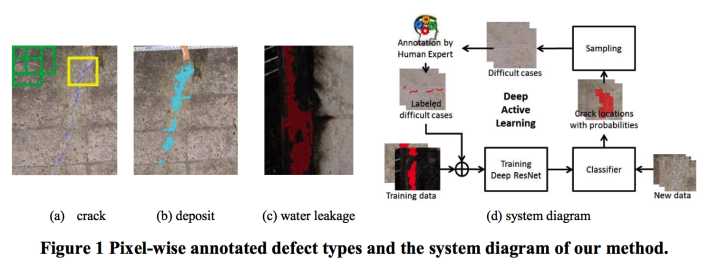 Annotation by
Human Expert
Difficult cases
Sampling
Labeled
difficult cases
Deep
Active
Learning
Crack locations
with probabilities
Training data
Training
Deep ResNet
Classifier
New data
(a) crack
(b) deposit
(c) water leakage
(d) system diagram
Figure 1 Pixel-wise annotated defect types and the system diagram of our method.